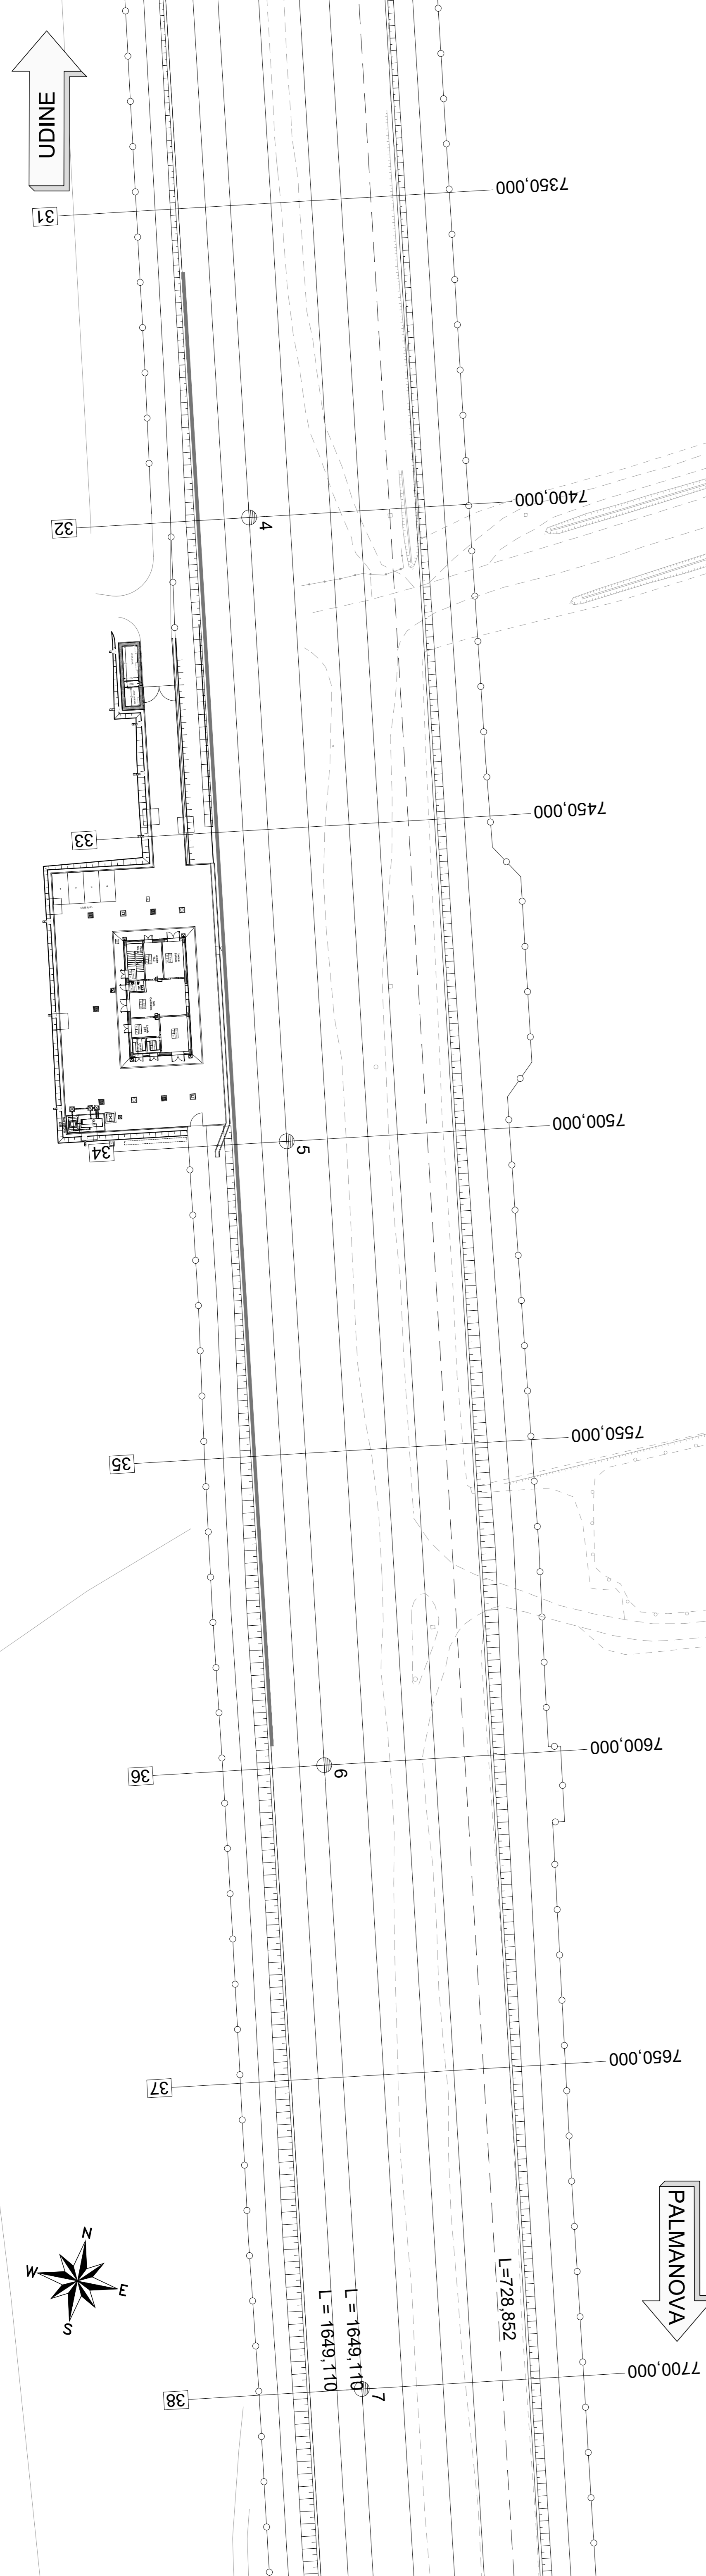 UDINE
7350,000
31
7400,000
32
4
7450,000
33
7500,000
34
5
7550,000
35
7600,000
36
6
7650,000
37
PALMANOVA
N
W
E
S
L=728,852
L = 1649,110
L = 1649,110
7700,000
38
7